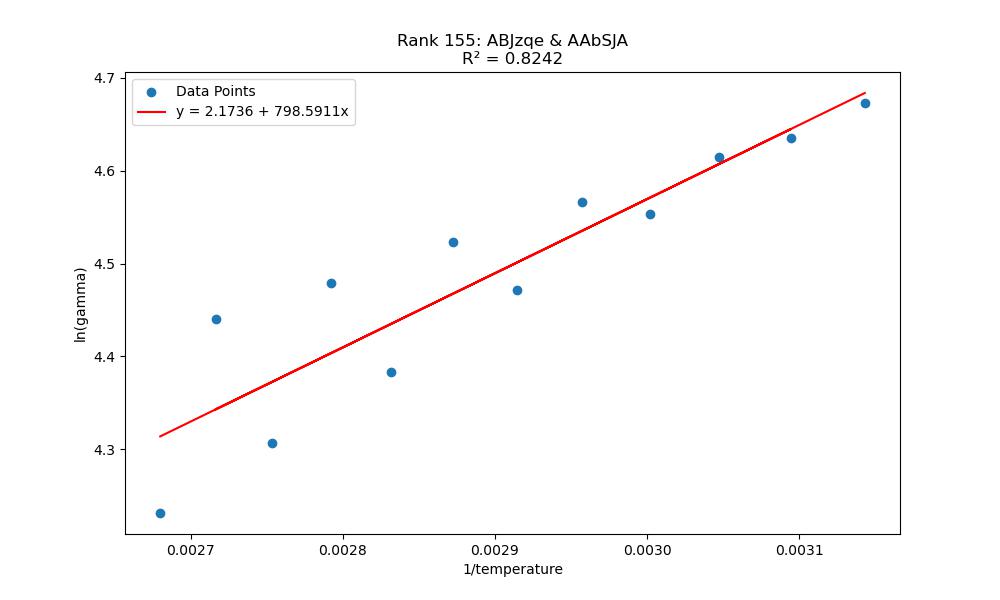 Rank 155: ABJzqe & AAbSJA
R² = 0.8242
Data Points
y = 2.1736 + 798.5911x
4.7
4.6
4.5
4.4
4.3
ln(gamma)
0.0027 0.0028 0.0029 0.0030 0.0031
1/temperature